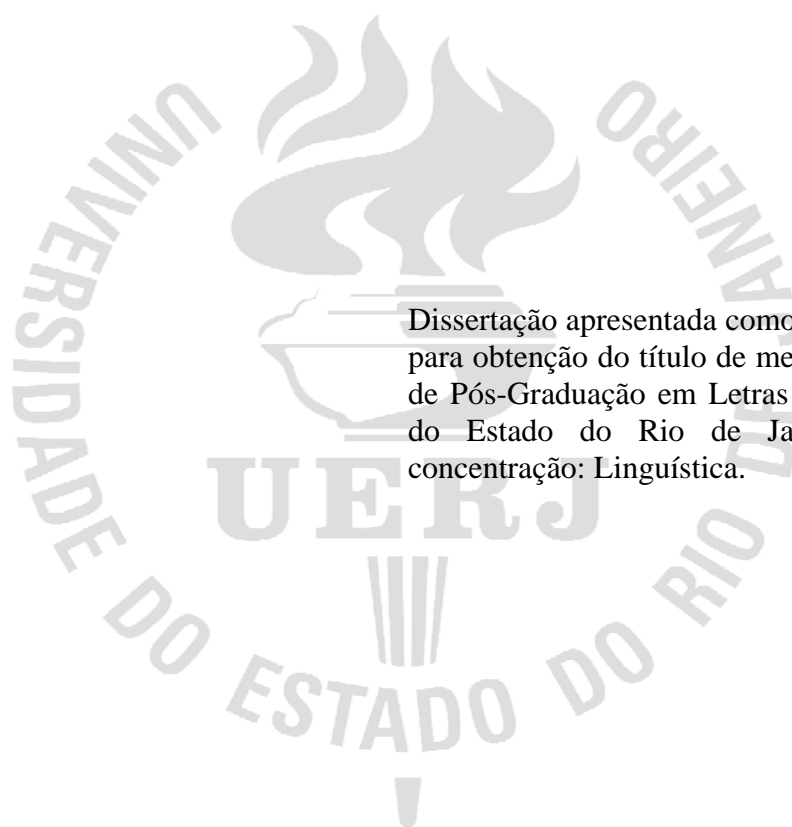 UNIVERSIDADE DO ESTADO DO RIO DE JANEIRO
UERJ
Dissertação apresentada como
para obtenção do título de me
de Pós-Graduação em Letras
do Estado do Rio de Ja
concentração: Linguística.